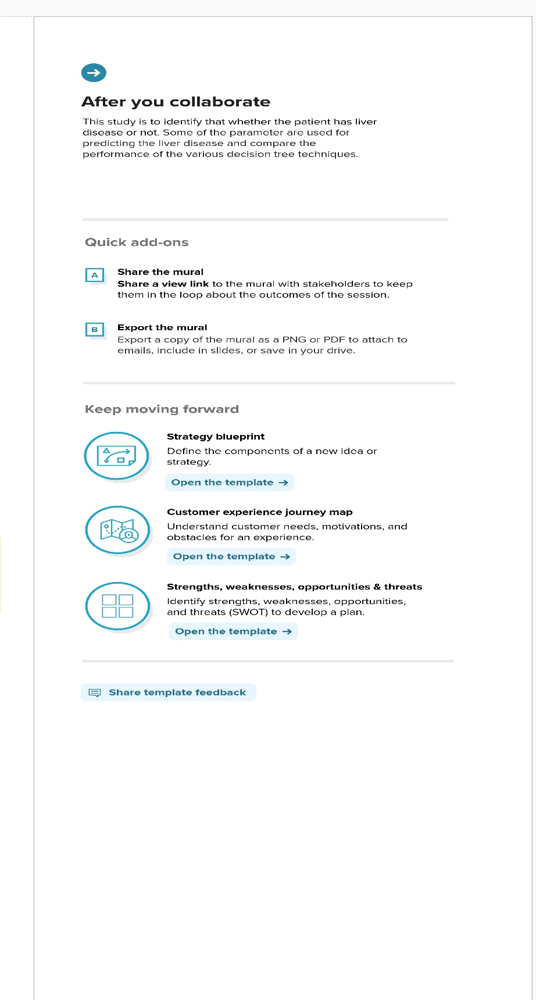 After you collaborate
This study is to identify that whether the patient has liver
disease or not. Some of the parameter are used for
predicting the liver disease and compare the
performance of the various decision tree techniques.
Quick add-ons
A
Share the mural
Share a view link to the mural with stakeholders to keep
them in the loop about the outcomes of the session.
B
Export the mural
Export a copy of the mural as a PNG or PDF to attach to
emails, include in slides, or save in your drive.
Keep moving forward
Strategy blueprint
Define the components of a new idea or
strategy.
Open the template →
Customer experience journey map
Understand customer needs, motivations, and
obstacles for an experience.
Open the template →
Strengths, weaknesses, opportunities & threats
Identify strengths, weaknesses, opportunities,
and threats (SWOT) to develop a plan.
Open the template →
Share template feedback